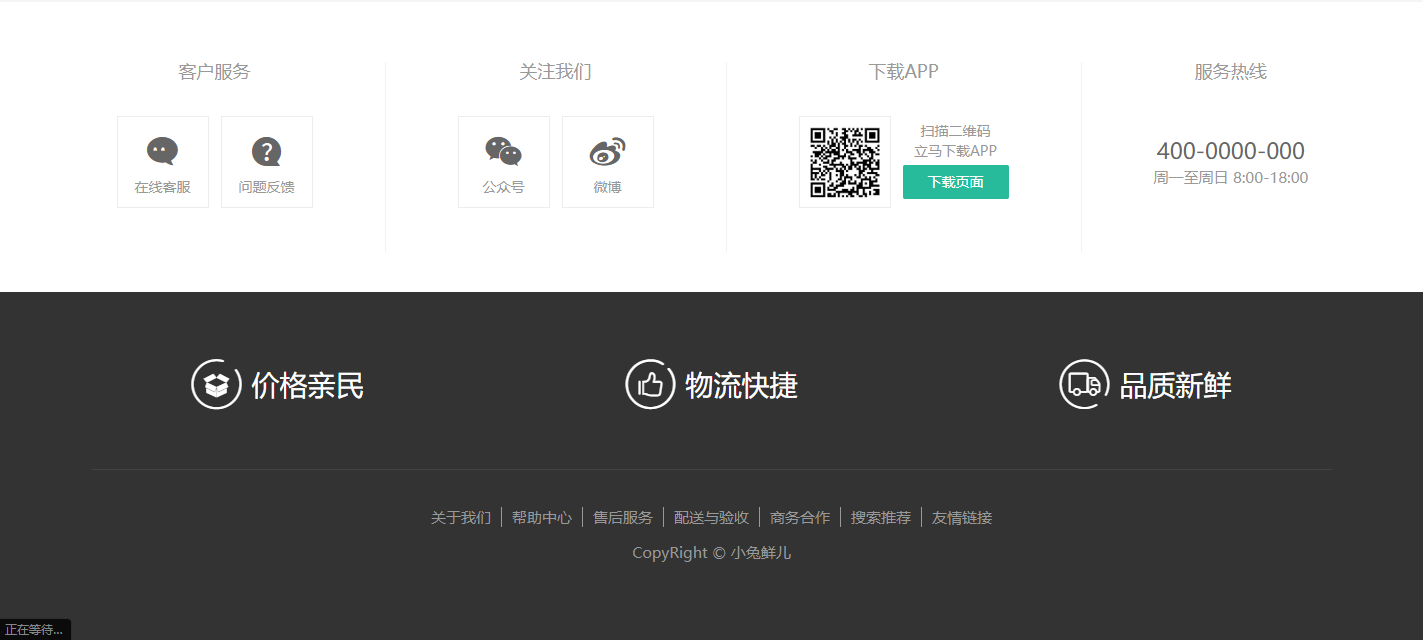 客户服务
关注我们
下载APP
服务热线
在线客服
问题反馈
公众号
微博
扫描二维码
立马下载APP
下载页面
400-0000-000
周一至周日 8:00-18:00
价格亲民
物流快捷
品质新鲜
关于我们 帮助中心 售后服务 配送与验收 商务合作 搜索推荐 友情链接
CopyRight © 小兔鲜儿
正在等待...